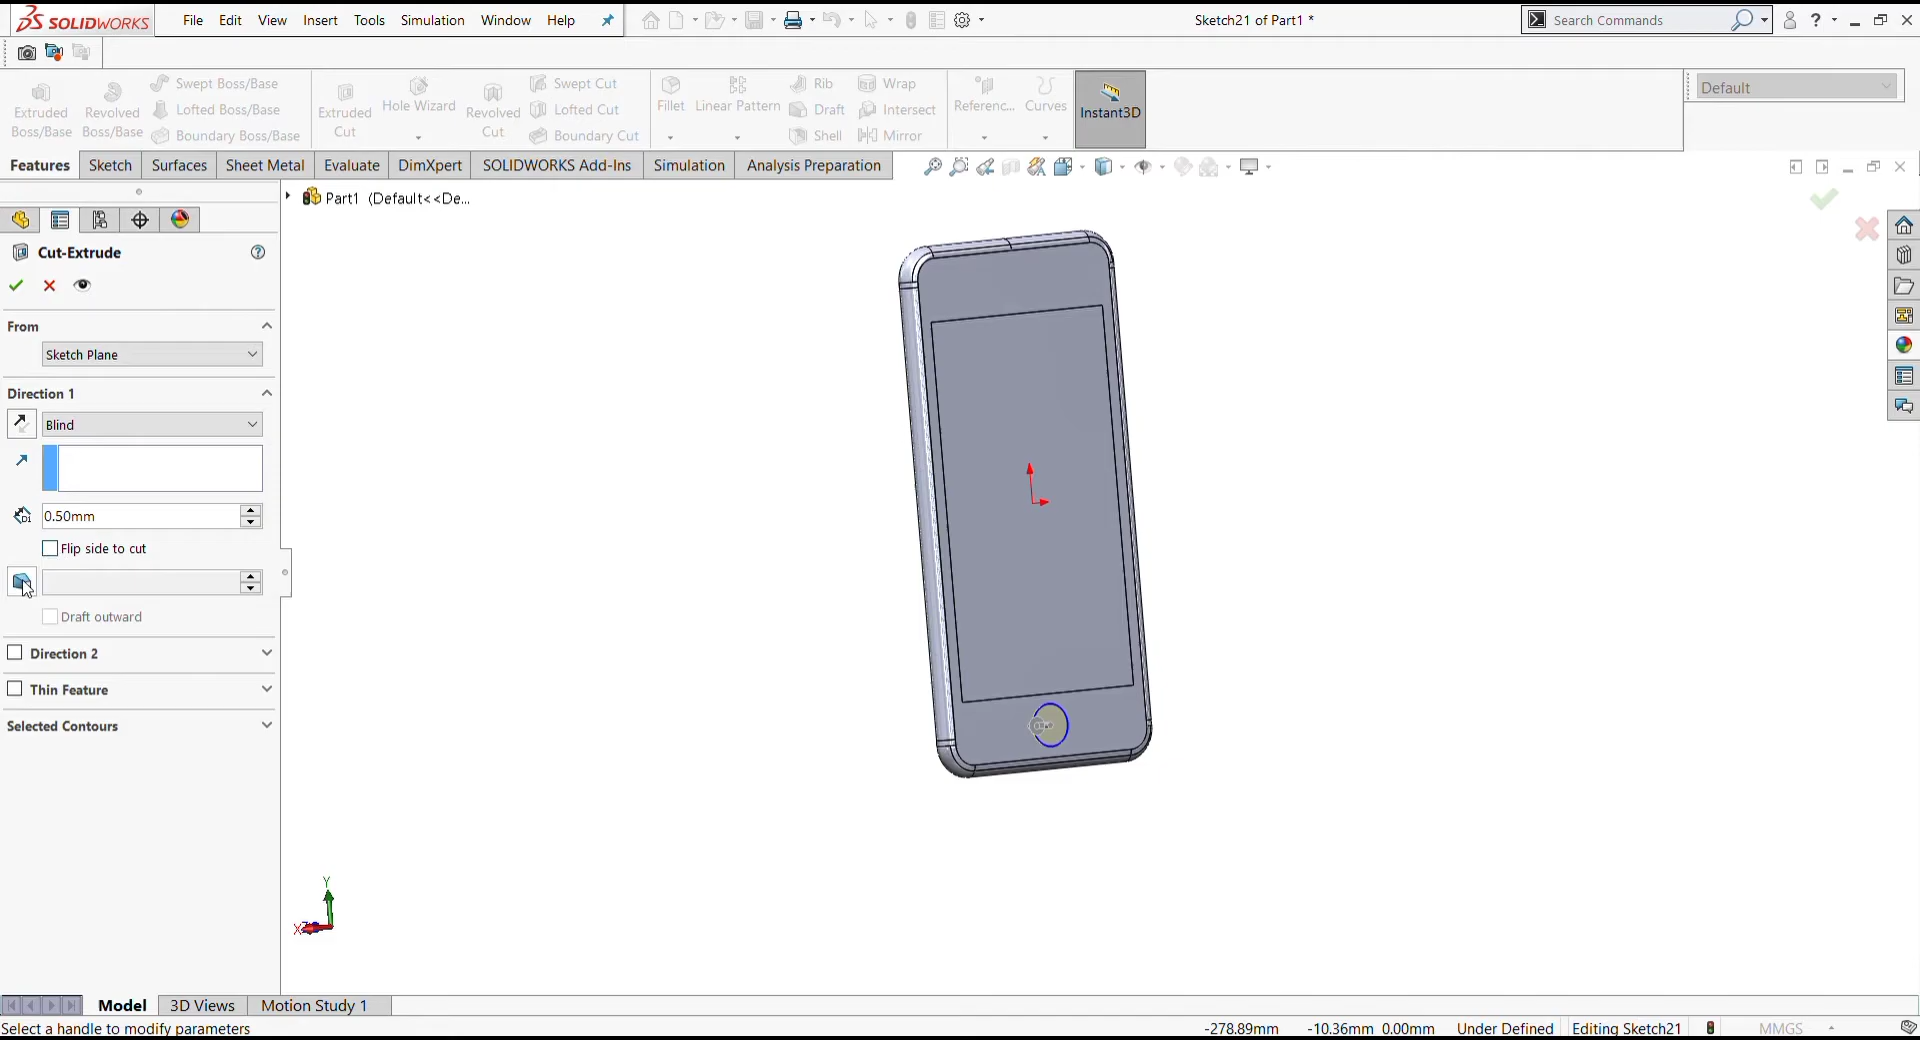 SOLIDWORKS File Edit View Insert Tools Simulation Window Help Sketch21 of Part1 * Search Commands ?
Extruded Boss/Base
Revolved Boss/Base
Swept Boss/Base
Lofted Boss/Base
Boundary Boss/Base
Extruded Cut
Hole Wizard
Revolved Cut
Swept Cut
Lofted Cut
Boundary Cut
Fillet
Linear Pattern
Rib
Draft
Shell
Wrap
Intersect
Mirror
Referenc...
Curves
Instant3D
Default
Features Sketch Surfaces Sheet Metal Evaluate DimXpert SOLIDWORKS Add-Ins Simulation Analysis Preparation
Part1 (Default<<De...
Cut-Extrude ?
From
Sketch Plane
Direction 1
Blind
D1 0.50mm
Flip side to cut
Draft outward
Direction 2
Thin Feature
Selected Contours
Y
X Z
Model 3D Views Motion Study 1
Select a handle to modify parameters -278.89mm -10.36mm 0.00mm Under Defined Editing Sketch21 MMGS